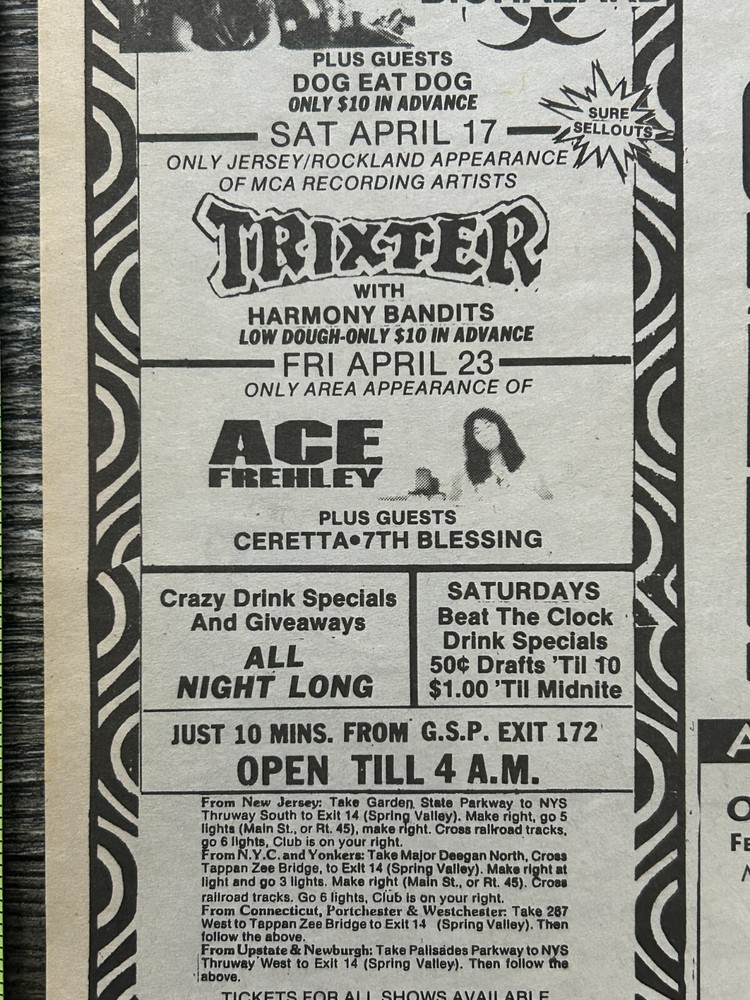 BIOHAZARD
PLUS GUESTS
DOG EAT DOG
ONLY $10 IN ADVANCE
SURE
SELLOUTS
SAT APRIL 17
ONLY JERSEY/ROCKLAND APPEARANCE
OF MCA RECORDING ARTISTS
TRIXTER
WITH
HARMONY BANDITS
LOW DOUGH-ONLY $10 IN ADVANCE
FRI APRIL 23
ONLY AREA APPEARANCE OF
ACE
FREHLEY
PLUS GUESTS
CERETTA•7TH BLESSING
Crazy Drink Specials
And Giveaways
ALL
NIGHT LONG
SATURDAYS
Beat The Clock
Drink Specials
50¢ Drafts 'Til 10
$1.00 'Til Midnite
JUST 10 MINS. FROM G.S.P. EXIT 172
OPEN TILL 4 A.M.
From New Jersey: Take Garden State Parkway to NYS
Thruway South to Exit 14 (Spring Valley). Make right, go 5
lights (Main St., or Rt. 45), make right. Cross railroad tracks,
go 6 lights, Club is on your right.
From N.Y.C. and Yonkers: Take Major Deegan North, Cross
Tappan Zee Bridge, to Exit 14 (Spring Valley). Make right at
light and go 3 lights. Make right (Main St., or Rt. 45). Cross
railroad tracks. Go 6 lights, Club is on your right.
From Connecticut, Portchester & Westchester: Take 287
West to Tappan Zee Bridge to Exit 14 (Spring Valley). Then
follow the above.
From Upstate & Newburgh: Take Palisades Parkway to NYS
Thruway West to Exit 14 (Spring Valley). Then follow the
above.
TICKETS FOR ALL SHOWS AVAILABLE